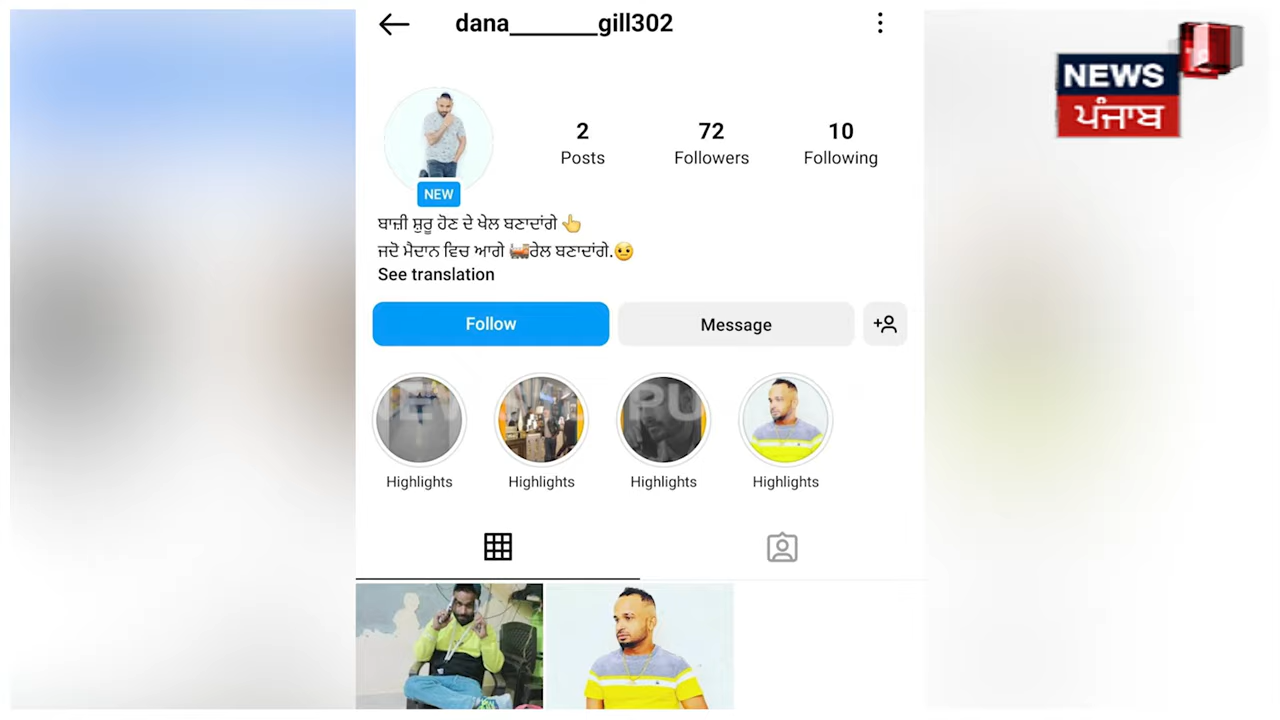 dana_______gill302
NEWS
18
ਪੰਜਾਬ
2
72
10
Posts
Followers
Following
NEW
ਬਾਜ਼ੀ ਸ਼ੁਰੂ ਹੋਣ ਦੇ ਖੇਲ ਬਣਾਦਾਂਗੇ 👆
ਜਦੋ ਮੈਦਾਨ ਵਿਚ ਆਗੇ 🚂ਰੇਲ ਬਣਾਦਾਂਗੇ.🤨
See translation
Follow
Message
Highlights
Highlights
Highlights
Highlights